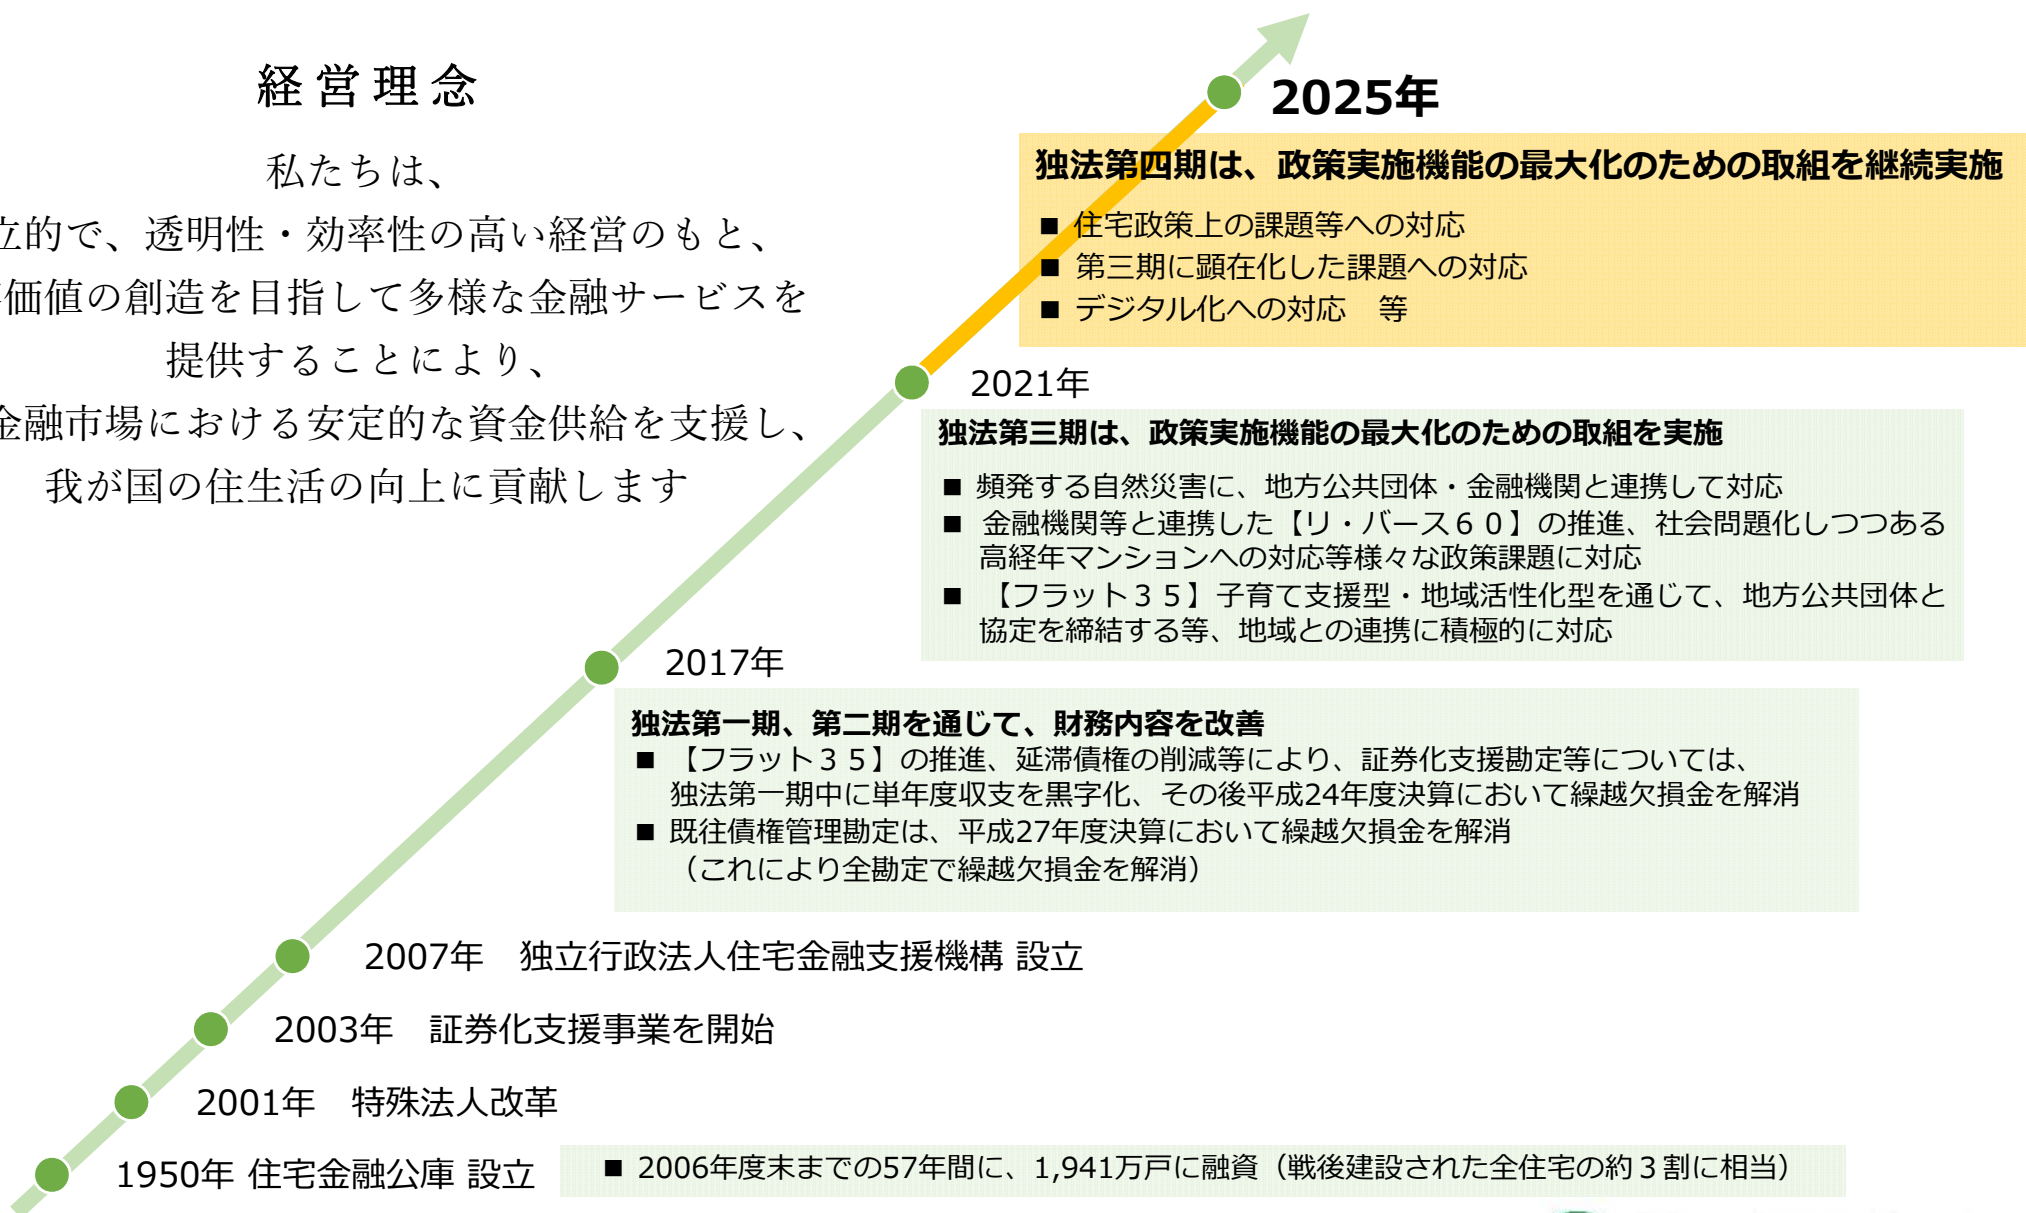 経営理念
私たちは、
立的で、透明性・効率性の高い経営のもと、
価値の創造を目指して多様な金融サービスを
提供することにより、
金融市場における安定的な資金供給を支援し、
我が国の住生活の向上に貢献します
2025年
独法第四期は、政策実施機能の最大化のための取組を継続実施
■ 住宅政策上の課題等への対応
■ 第三期に顕在化した課題への対応
■ デジタル化への対応　等
2021年
独法第三期は、政策実施機能の最大化のための取組を実施
■ 頻発する自然災害に、地方公共団体・金融機関と連携して対応
■ 金融機関等と連携した【リ・バース６０】の推進、社会問題化しつつある
高経年マンションへの対応等様々な政策課題に対応
■ 【フラット３５】子育て支援型・地域活性化型を通じて、地方公共団体と
協定を締結する等、地域との連携に積極的に対応
2017年
独法第一期、第二期を通じて、財務内容を改善
■ 【フラット３５】の推進、延滞債権の削減等により、証券化支援勘定等については、
独法第一期中に単年度収支を黒字化、その後平成24年度決算において繰越欠損金を解消
■ 既往債権管理勘定は、平成27年度決算において繰越欠損金を解消
（これにより全勘定で繰越欠損金を解消）
2007年　独立行政法人住宅金融支援機構 設立
2003年　証券化支援事業を開始
2001年　特殊法人改革
1950年 住宅金融公庫 設立
■ 2006年度末までの57年間に、1,941万戸に融資（戦後建設された全住宅の約３割に相当）